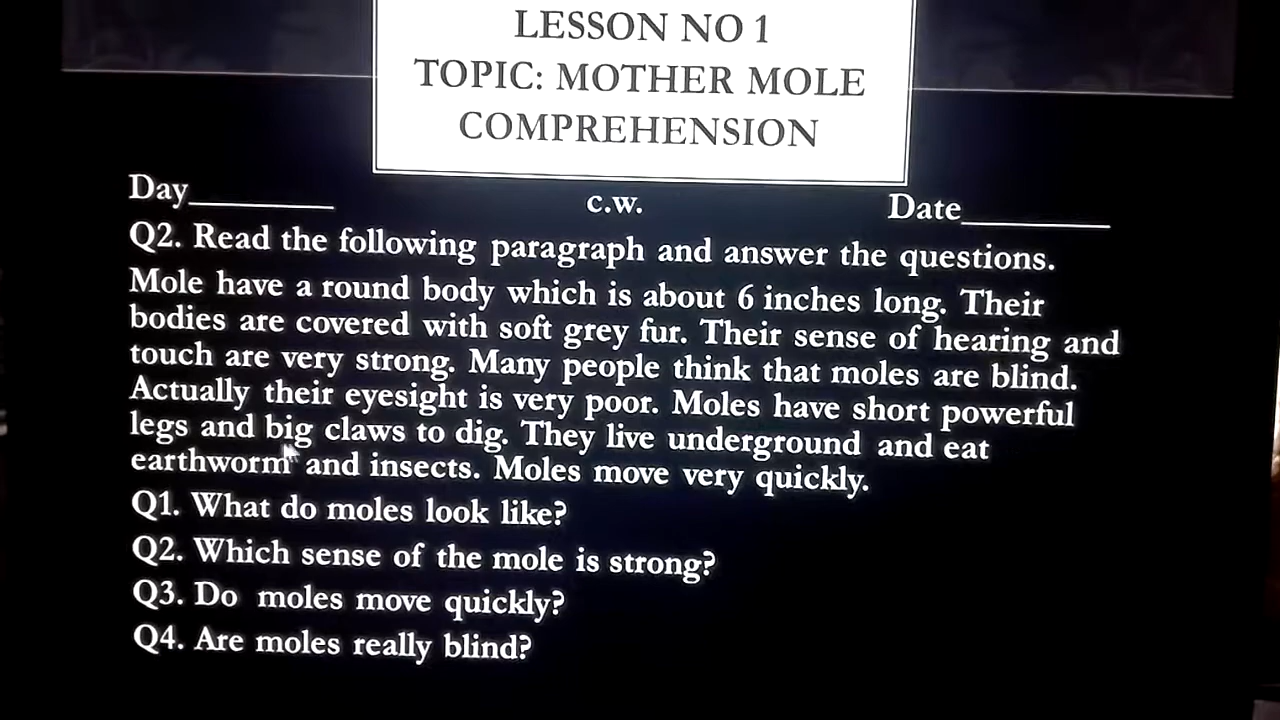 LESSON NO 1
TOPIC: MOTHER MOLE
COMPREHENSION
Day________ c.w. Date________
Q2. Read the following paragraph and answer the questions.
Mole have a round body which is about 6 inches long. Their
bodies are covered with soft grey fur. Their sense of hearing and
touch are very strong. Many people think that moles are blind.
Actually their eyesight is very poor. Moles have short powerful
legs and big claws to dig. They live underground and eat
earthworm and insects. Moles move very quickly.
Q1. What do moles look like?
Q2. Which sense of the mole is strong?
Q3. Do moles move quickly?
Q4. Are moles really blind?